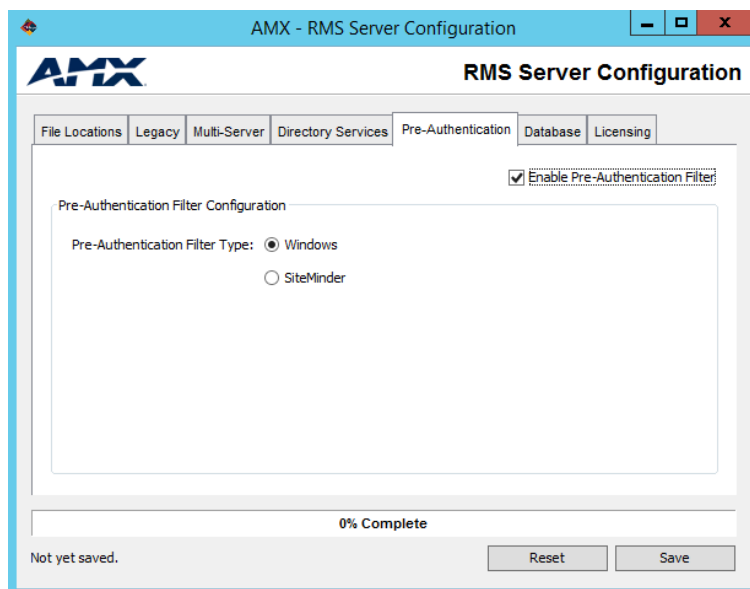 AMX - RMS Server Configuration
AMX
RMS Server Configuration
File Locations Legacy Multi-Server Directory Services Pre-Authentication Database Licensing
Enable Pre-Authentication Filter
Pre-Authentication Filter Configuration
Pre-Authentication Filter Type: Windows
SiteMinder
0% Complete
Not yet saved. Reset Save